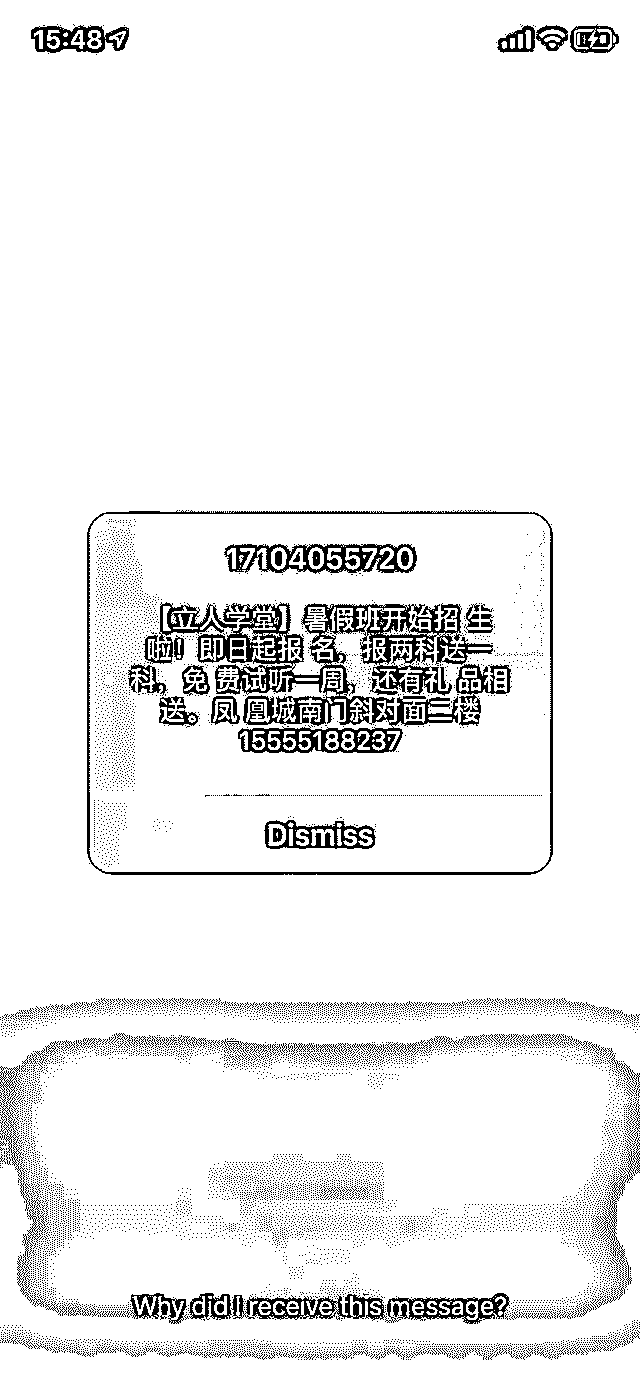 15:48
17104055720
【立人学堂】暑假班开始招 生
啦！即日起报 名，报两科送一
科，免 费试听一周， 还有礼 品相
送。凤 凰城南门斜对面二楼
15555188237
Dismiss
Why did I receive this message?